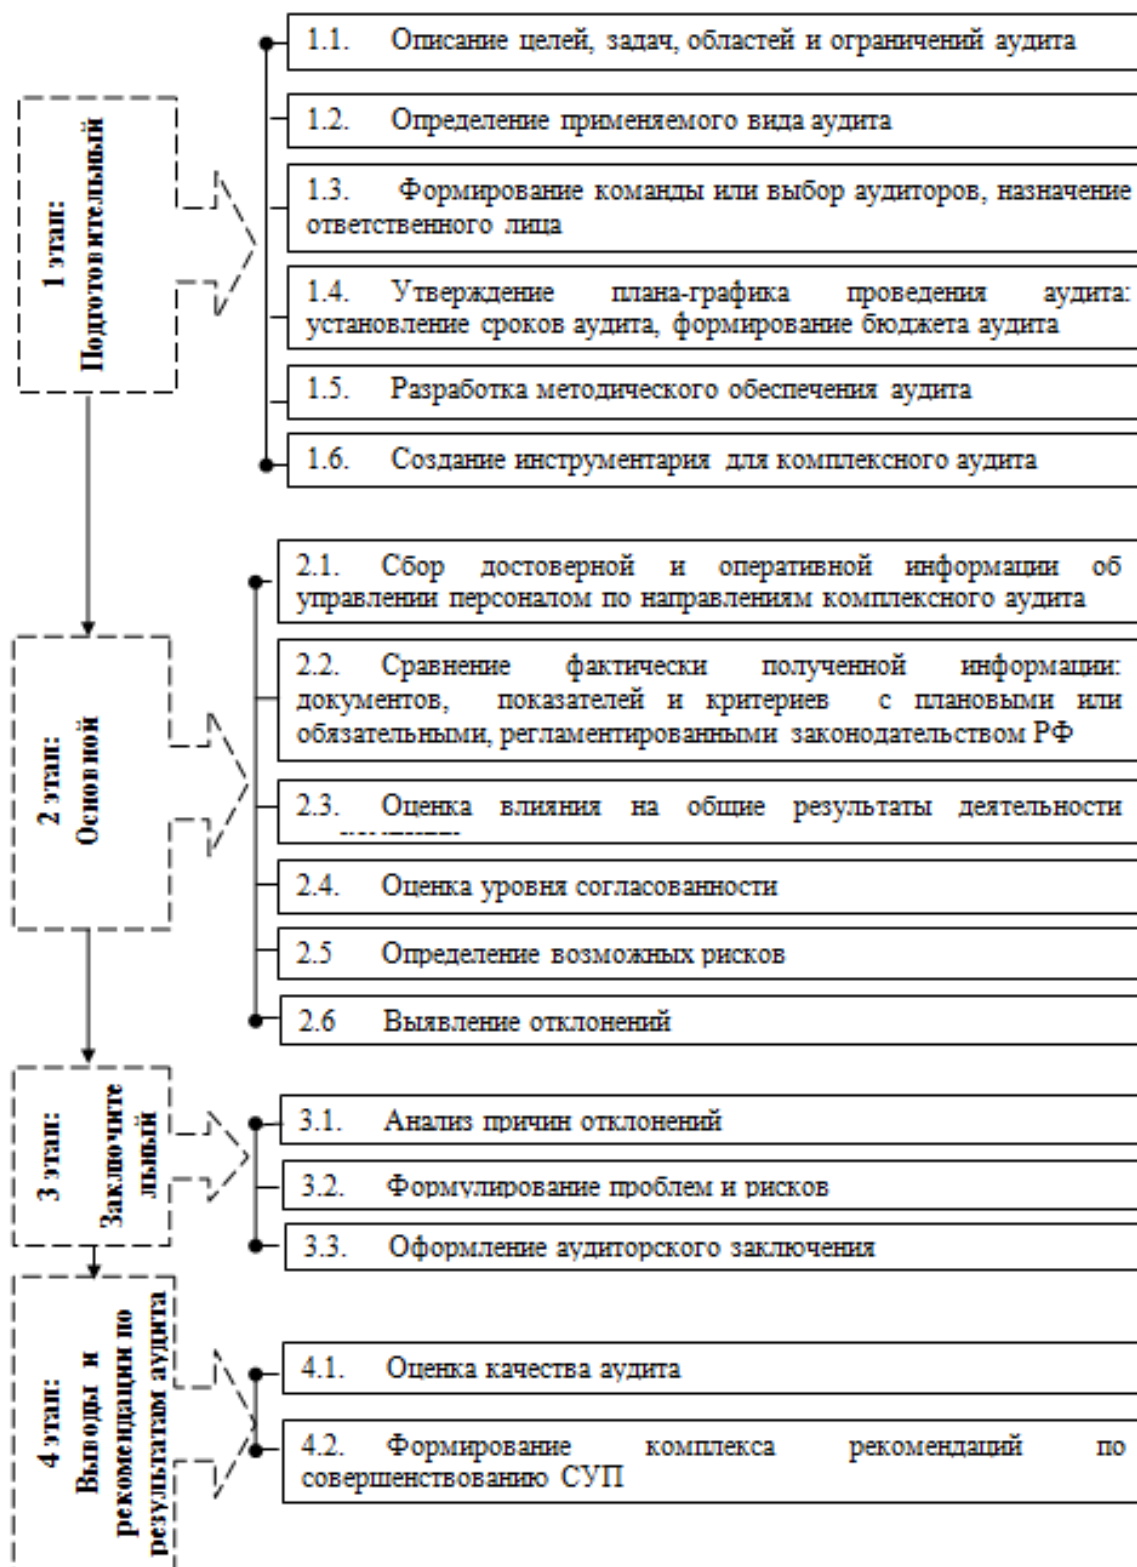 1 этап:
Подготовительный
1.1. Описание целей, задач, областей и ограничений аудита
1.2. Определение применяемого вида аудита
1.3. Формирование команды или выбор аудиторов, назначение
ответственного лица
1.4. Утверждение плана-графика проведения аудита:
установление сроков аудита, формирование бюджета аудита
1.5. Разработка методического обеспечения аудита
1.6. Создание инструментария для комплексного аудита
2 этап:
Основной
2.1. Сбор достоверной и оперативной информации об
управлении персоналом по направлениям комплексного аудита
2.2. Сравнение фактически полученной информации:
документов, показателей и критериев с плановыми или
обязательными, регламентированными законодательством РФ
2.3. Оценка влияния на общие результаты деятельности
2.4. Оценка уровня согласованности
2.5 Определение возможных рисков
2.6 Выявление отклонений
3 этап:
Заключите
льный
3.1. Анализ причин отклонений
3.2. Формулирование проблем и рисков
3.3. Оформление аудиторского заключения
4 этап:
Выводы и
рекомендации по
результатам аудита
4.1. Оценка качества аудита
4.2. Формирование комплекса рекомендаций по
совершенствованию СУП